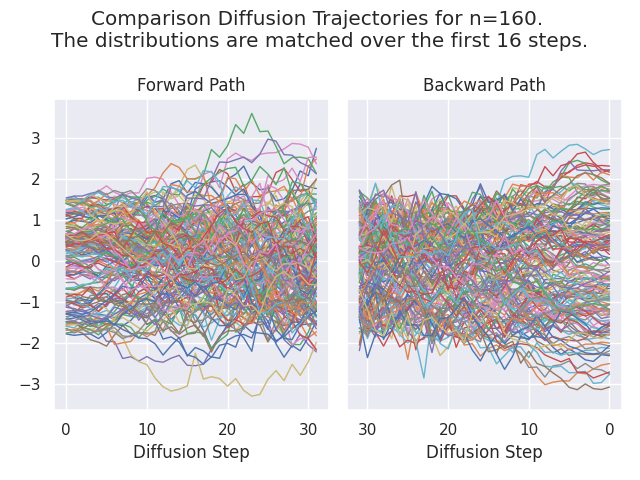 Comparison Diffusion Trajectories for n=160.
The distributions are matched over the first 16 steps.
Forward Path
Backward Path
3
2
1
0
−1
−2
−3
0 10 20 30
30 20 10 0
Diffusion Step
Diffusion Step